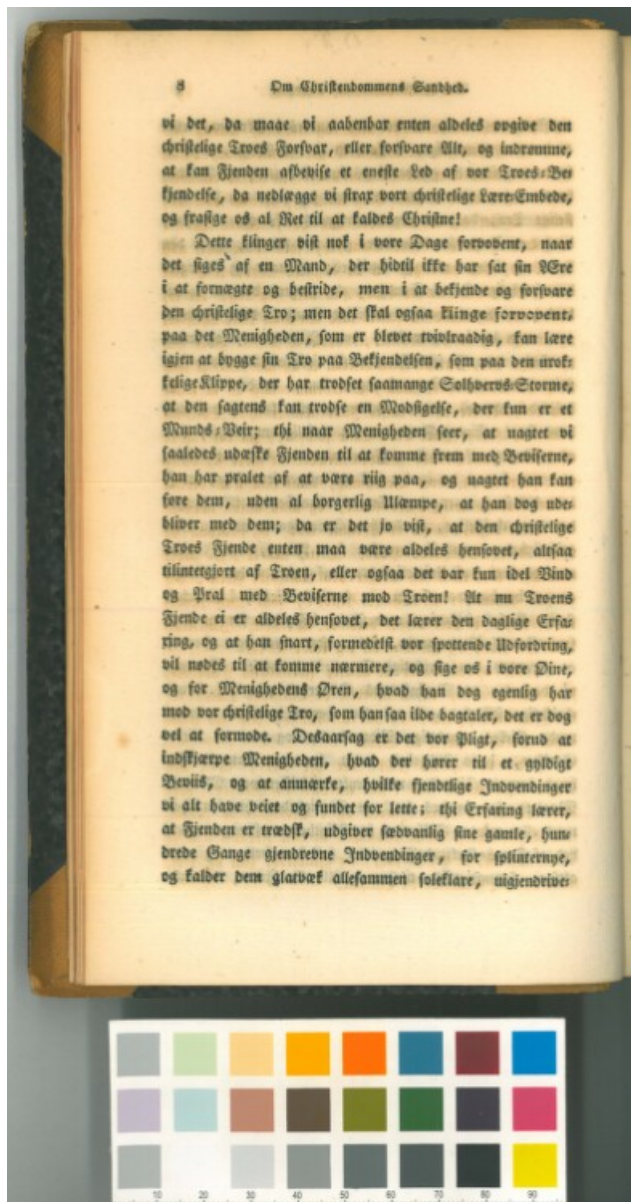 8 Om Christendommens Sandhed.
vi det, da maae vi aabenbar enten aldeles opgive den
christelige Troes Forsvar, eller forsvare Alt, og indrømme,
at kan Fjenden afbevise et eneste Led af vor Troes-Be-
kjendelse, da nedlægge vi strax vort christelige Lære-Embede,
og frasige os al Ret til at kaldes Christne!
Dette klinger vist nok i vore Dage forvovent, naar
det siges af en Mand, der hidtil ikke har sat sin Ære
i at fornægte og bestride, men i at bekjende og forsvare
den christelige Tro; men det skal ogsaa klinge forvovent,
paa det Menigheden, som er blevet tvivlraadig, kan lære
igjen at bygge sin Tro paa Bekjendelsen, som paa den urok-
kelige Klippe, der har trodset saamange Solhvervs-Storme,
at den sagtens kan trodse en Modsigelse, der kun er et
Munds-Veir; thi naar Menigheden seer, at uagtet vi
saaledes udæske Fjenden til at komme frem med Beviserne,
han har pralet af at være riig paa, og uagtet han kan
føre dem, uden al borgerlig Ulæmpe, at han dog ude-
bliver med dem; da er det jo vist, at den christelige
Troes Fjende enten maa være aldeles hensovet, altsaa
tilintetgjort af Troen, eller ogsaa det var kun idel Vind
og Pral med Beviserne mod Troen! At nu Troens
Fjende ei er aldeles hensovet, det lærer den daglige Erfa-
ring, og at han snart, formedelst vor spottende Udfordring,
vil nødes til at komme nærmere, og sige os i vore Øine,
og for Menighedens Øren, hvad han dog egenlig har
mod vor christelige Tro, som han saa ilde bagtaler, det er dog
vel at formode. Desaarsag er det vor Pligt, forud at
indskjærpe Menigheden, hvad der hører til et gyldigt
Beviis, og at anmærke, hvilke fjendtlige Indvendinger
vi alt have veiet og fundet for lette; thi Erfaring lærer,
at Fjenden er trædsk, udgiver sædvanlig sine gamle, hun-
drede Gange gjendrevne Indvendinger, for splinternye,
og kalder dem glatvæk allesammen soleklare, uigjendrive-
10 20 30 40 50 60 70 80 90